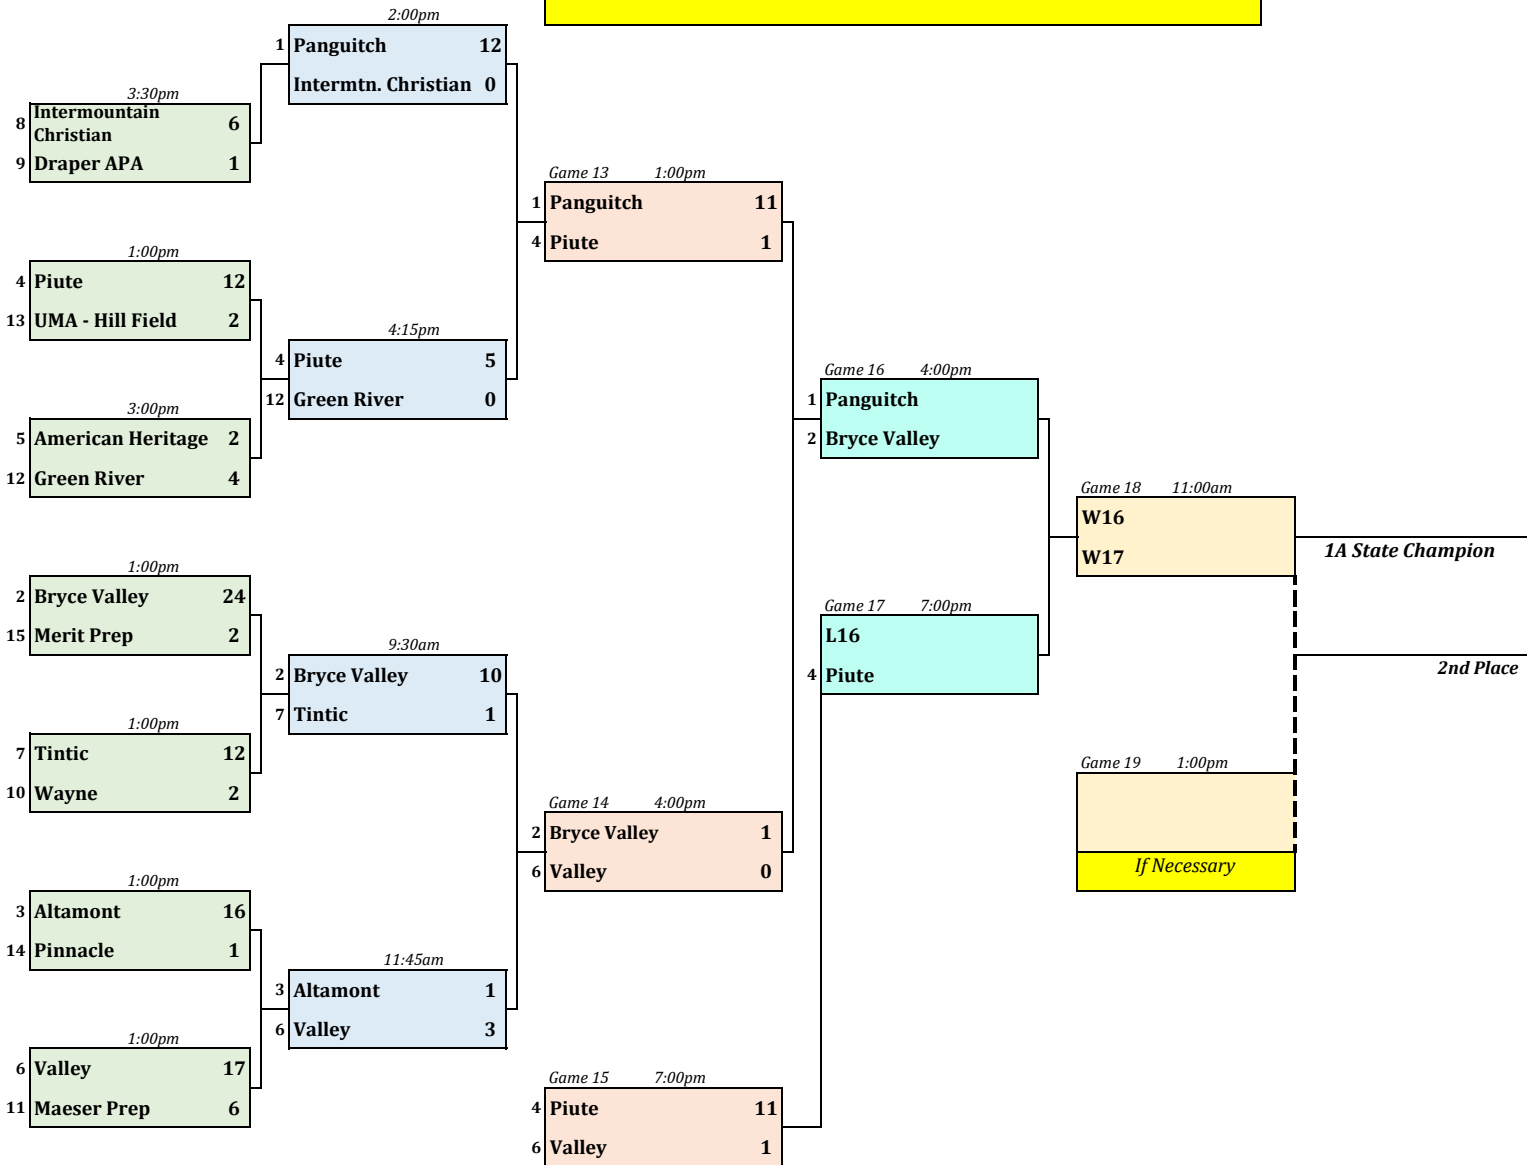 2:00pm
1 Panguitch 12
Intermtn. Christian 0
3:30pm
8 Intermountain
Christian 6
9 Draper APA 1
Game 13 1:00pm
1 Panguitch 11
4 Piute 1
1:00pm
4 Piute 12
13 UMA - Hill Field 2
4:15pm
4 Piute 5
12 Green River 0
3:00pm
5 American Heritage 2
12 Green River 4
Game 16 4:00pm
1 Panguitch
2 Bryce Valley
Game 18 11:00am
W16
W17
1A State Champion
1:00pm
2 Bryce Valley 24
15 Merit Prep 2
9:30am
2 Bryce Valley 10
7 Tintic 1
Game 17 7:00pm
L16
4 Piute
2nd Place
1:00pm
7 Tintic 12
10 Wayne 2
Game 19 1:00pm
If Necessary
Game 14 4:00pm
2 Bryce Valley 1
6 Valley 0
1:00pm
3 Altamont 16
14 Pinnacle 1
11:45am
3 Altamont 1
6 Valley 3
1:00pm
6 Valley 17
11 Maeser Prep 6
Game 15 7:00pm
4 Piute 11
6 Valley 1